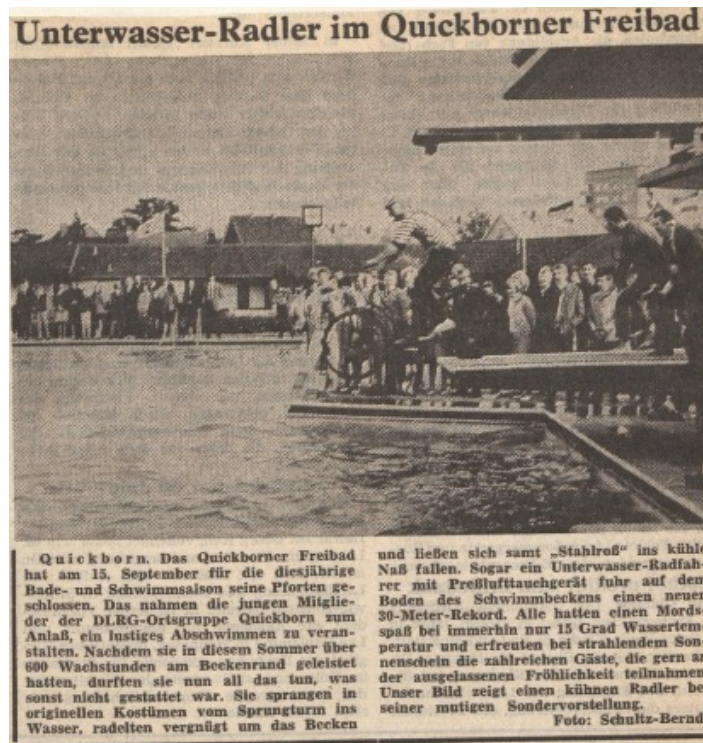 Unterwasser-Radler im Quickborner Freibad
Quickborn. Das Quickborner Freibad
hat am 15. September für die diesjährige
Bade- und Schwimmsaison seine Pforten ge-
schlossen. Das nahmen die jungen Mitglie-
der der DLRG-Ortsgruppe Quickborn zum
Anlaß, ein lustiges Abschwimmen zu veran-
stalten. Nachdem sie in diesem Sommer über
600 Wachstunden am Beckenrand geleistet
hatten, durften sie nun all das tun, was
sonst nicht gestattet war. Sie sprangen in
originellen Kostümen vom Sprungturm ins
Wasser, radelten vergnügt um das Becken
und ließen sich samt „Stahlroß" ins kühle
Naß fallen. Sogar ein Unterwasser-Radfah-
rer mit Preßlufttauchgerät fuhr auf dem
Boden des Schwimmbeckens einen neuen
30-Meter-Rekord. Alle hatten einen Mords-
spaß bei immerhin nur 15 Grad Wassertem-
peratur und erfreuten bei strahlendem Son-
nenschein die zahlreichen Gäste, die gern an
der ausgelassenen Fröhlichkeit teilnahmen.
Unser Bild zeigt einen kühnen Radler bei
seiner mutigen Sondervorstellung.
Foto: Schultz-Bernd